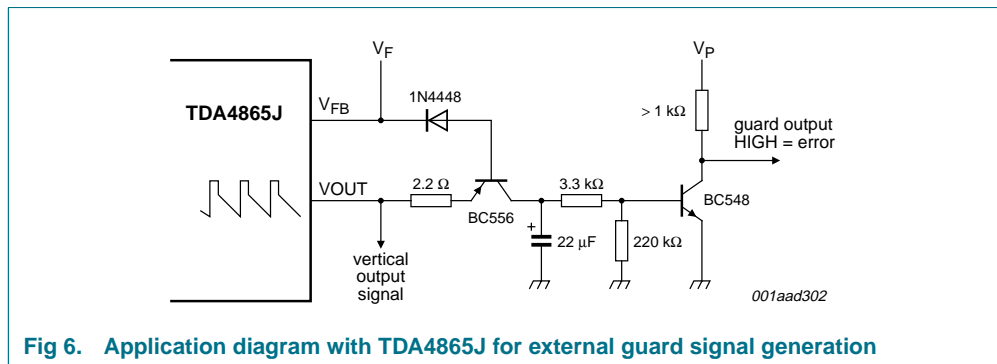 V_F
V_P
1N4448
TDA4865J
V_FB
> 1 kΩ
guard output
HIGH = error
VOUT
2.2 Ω
3.3 kΩ
BC556
BC548
+
22 μF
220 kΩ
vertical
output
signal
001aad302
Fig 6. Application diagram with TDA4865J for external guard signal generation